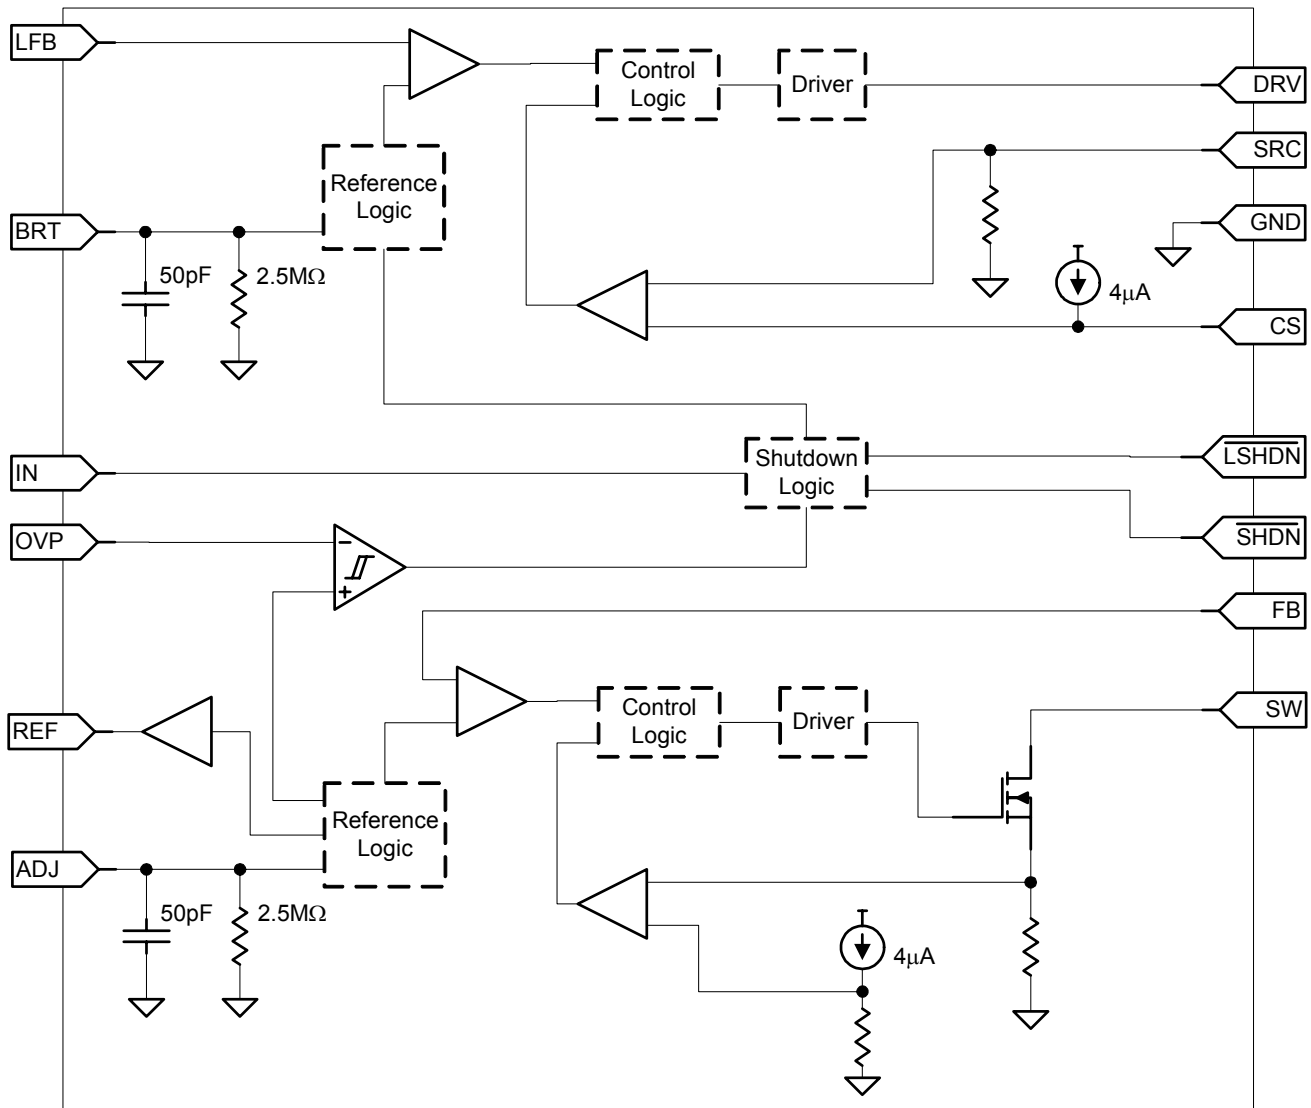 LFB
Control
Logic
Driver
DRV
SRC
Reference
Logic
BRT
GND
50pF
2.5MΩ
4μA
CS
IN
Shutdown
Logic
LSHDN
OVP
−
+
SHDN
FB
REF
Control
Logic
Driver
SW
Reference
Logic
ADJ
50pF
2.5MΩ
4μA